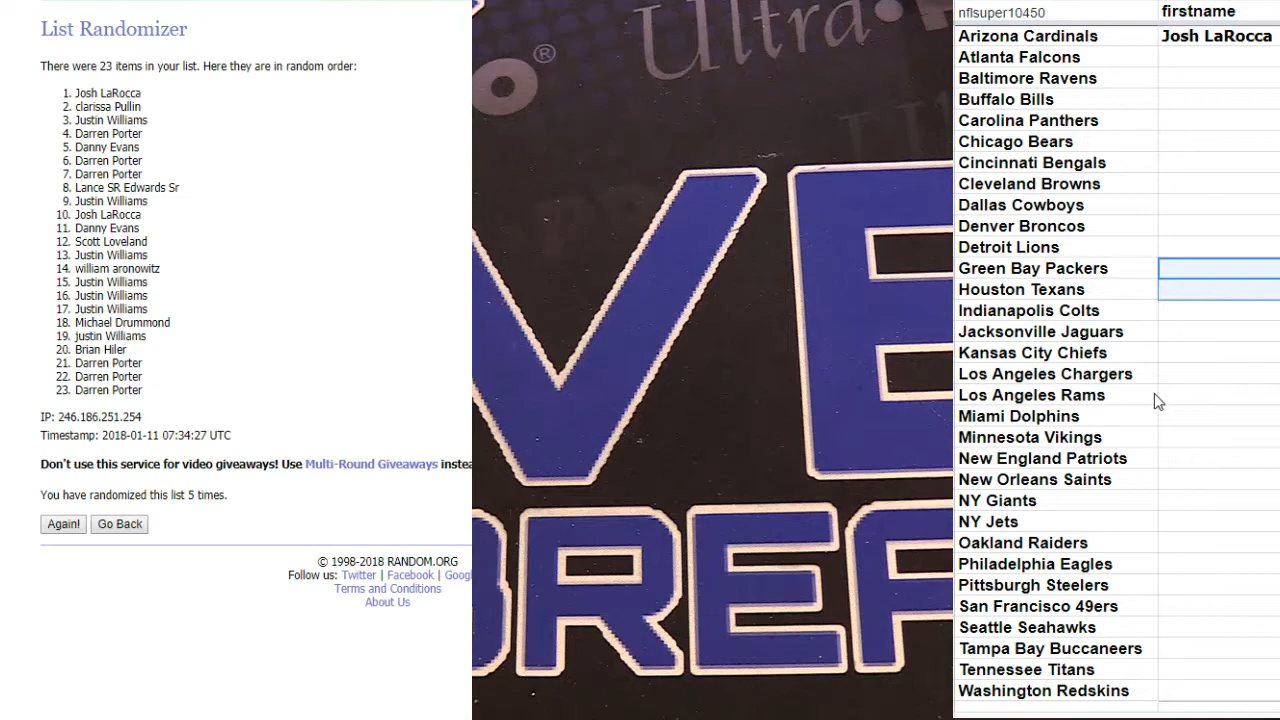 List Randomizer
There were 23 items in your list. Here they are in random order:
1. Josh LaRocca
2. clarissa Pullin
3. Justin Williams
4. Darren Porter
5. Danny Evans
6. Darren Porter
7. Darren Porter
8. Lance SR Edwards Sr
9. Justin Williams
10. Josh LaRocca
11. Danny Evans
12. Scott Loveland
13. Justin Williams
14. william aronowitz
15. Justin Williams
16. Justin Williams
17. Justin Williams
18. Michael Drummond
19. justin Williams
20. Brian Hiler
21. Darren Porter
22. Darren Porter
23. Darren Porter
IP: 246.186.251.254
Timestamp: 2018-01-11 07:34:27 UTC
Don't use this service for video giveaways! Use Multi-Round Giveaways instea
You have randomized this list 5 times.
Again! Go Back
© 1998-2018 RANDOM.ORG
Follow us: Twitter | Facebook | Googl
Terms and Conditions
About Us
Ultra
o®
VE
BREA
nflsuper10450 firstname
Arizona Cardinals Josh LaRocca
Atlanta Falcons
Baltimore Ravens
Buffalo Bills
Carolina Panthers
Chicago Bears
Cincinnati Bengals
Cleveland Browns
Dallas Cowboys
Denver Broncos
Detroit Lions
Green Bay Packers
Houston Texans
Indianapolis Colts
Jacksonville Jaguars
Kansas City Chiefs
Los Angeles Chargers
Los Angeles Rams
Miami Dolphins
Minnesota Vikings
New England Patriots
New Orleans Saints
NY Giants
NY Jets
Oakland Raiders
Philadelphia Eagles
Pittsburgh Steelers
San Francisco 49ers
Seattle Seahawks
Tampa Bay Buccaneers
Tennessee Titans
Washington Redskins